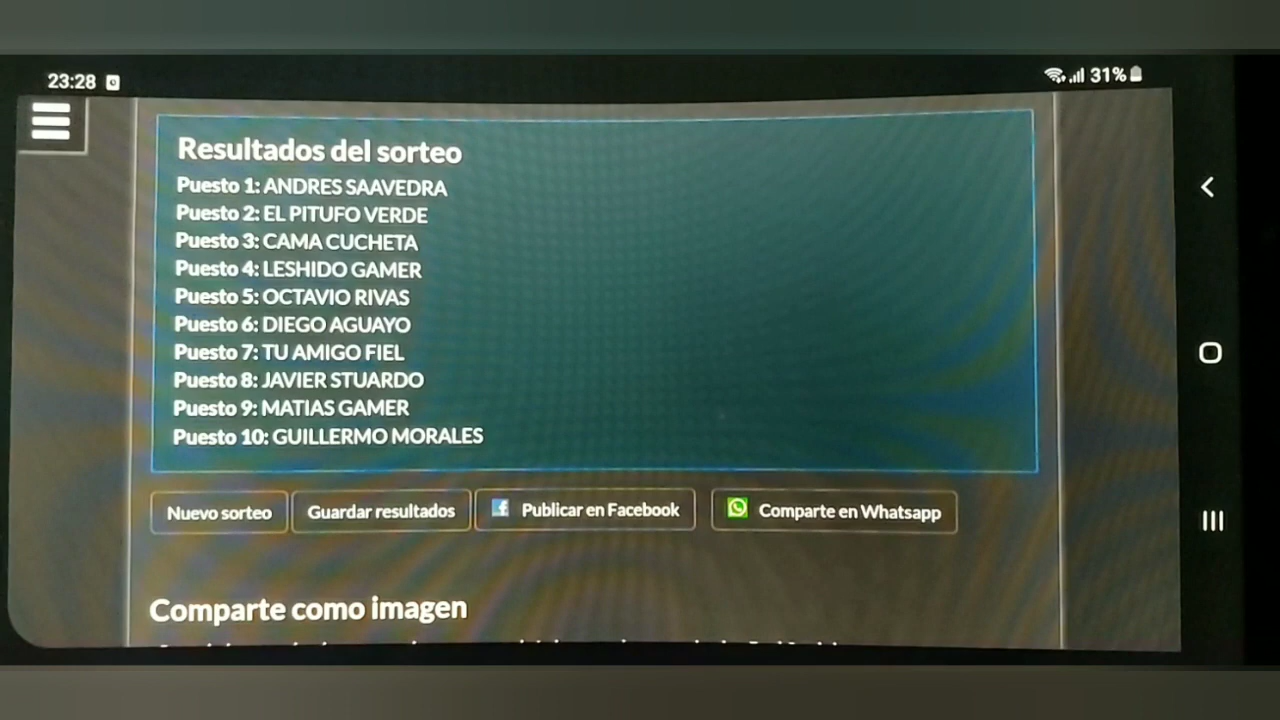 23:28
31%
Resultados del sorteo
Puesto 1: ANDRES SAAVEDRA
Puesto 2: EL PITUFO VERDE
Puesto 3: CAMA CUCHETA
Puesto 4: LESHIDO GAMER
Puesto 5: OCTAVIO RIVAS
Puesto 6: DIEGO AGUAYO
Puesto 7: TU AMIGO FIEL
Puesto 8: JAVIER STUARDO
Puesto 9: MATIAS GAMER
Puesto 10: GUILLERMO MORALES
Nuevo sorteo
Guardar resultados
Publicar en Facebook
Comparte en Whatsapp
Comparte como imagen